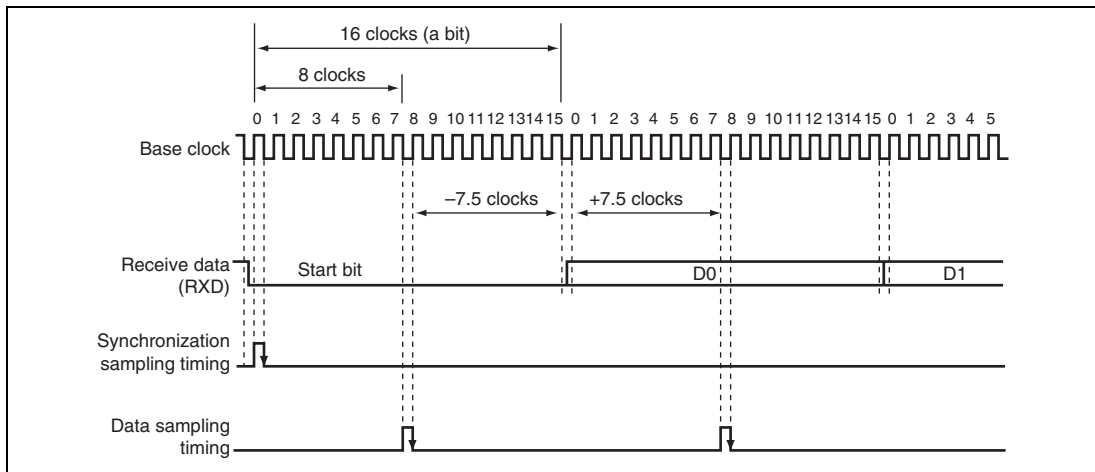 16 clocks (a bit)
8 clocks
0 1 2 3 4 5 6 7 8 9 10 11 12 13 14 15 0 1 2 3 4 5 6 7 8 9 10 11 12 13 14 15 0 1 2 3 4 5
Base clock
–7.5 clocks +7.5 clocks
Receive data
(RXD)
Start bit D0 D1
Synchronization
sampling timing
Data sampling
timing